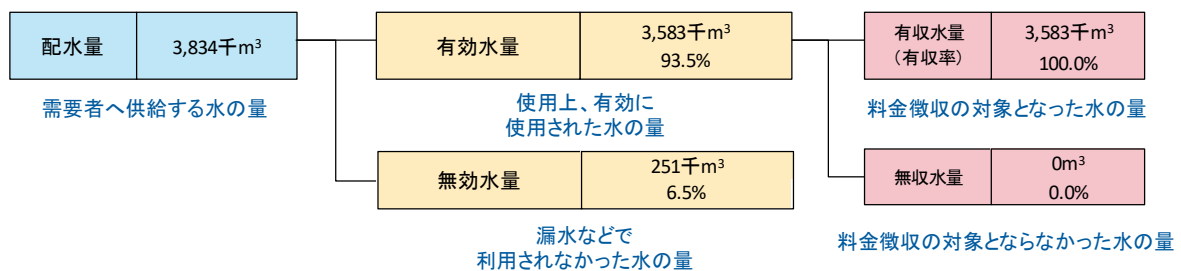 配水量
3,834千m³
需要者へ供給する水の量
有効水量
3,583千m³
93.5%
使用上、有効に
使用された水の量
無効水量
251千m³
6.5%
漏水などで
利用されなかった水の量
有収水量
（有収率）
3,583千m³
100.0%
料金徴収の対象となった水の量
無収水量
0m³
0.0%
料金徴収の対象とならなかった水の量